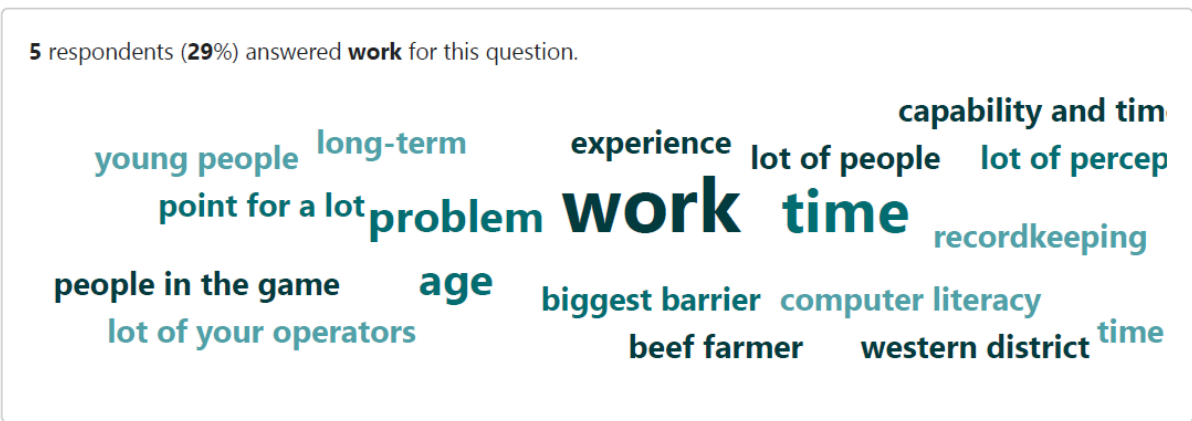 5 respondents (29%) answered work for this question.
capability and tim
young people long-term experience lot of people lot of percep
point for a lot problem work time recordkeeping
people in the game age biggest barrier computer literacy
lot of your operators beef farmer western district time